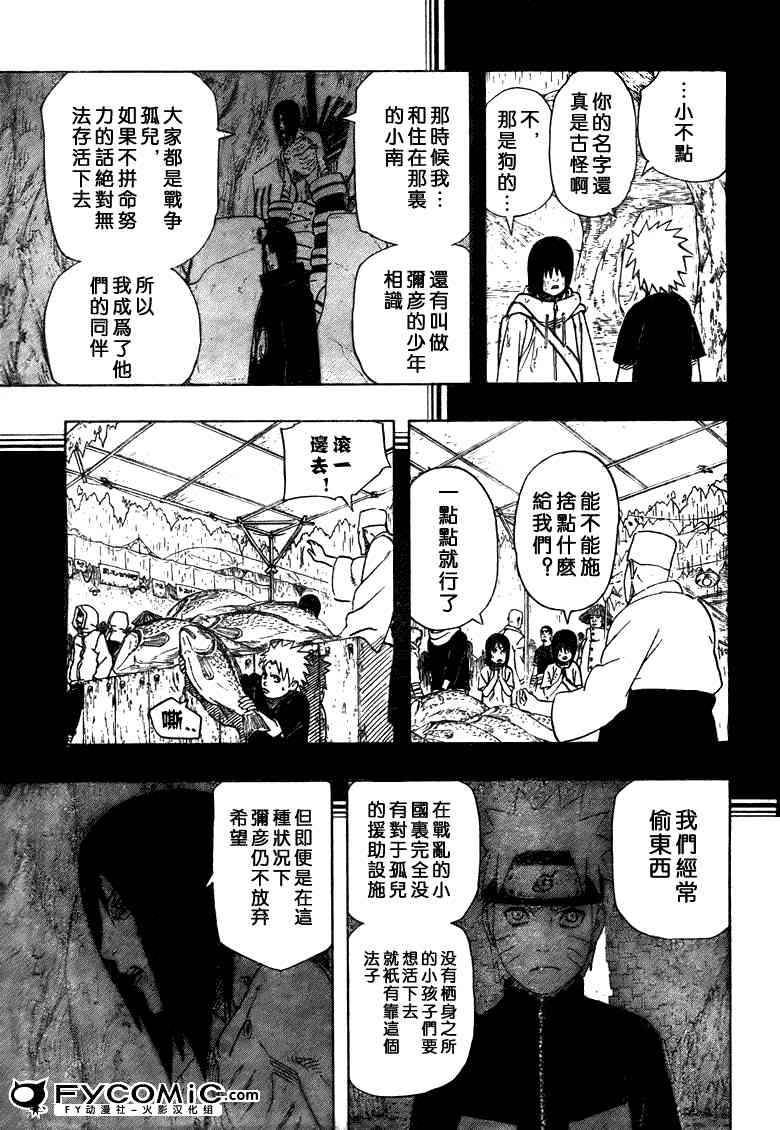 …小不點
你的名字還
真是古怪啊
不,
那是狗的…
那時候我…
和住在那裏
的小南
還有叫做
彌彥的少年
相識
大家都是戰争
孤兒,
如果不拼命努
力的話絕對無
法存活下去
所以
我成爲了他
們的同伴
能不能施
捨點什麽
給我們?
一點點就行了
滾一
邊去!
我們經常
偷東西
在戰亂的小
國裏完全没
有對于孤兒
的援助設施
没有栖身之所
的小孩子們要
想活下去
就衹有靠這個
法子
但即便是在這
種狀况下
彌彥仍不放弃
希望
FYCOMIC.COM
FY动漫社-火影汉化组